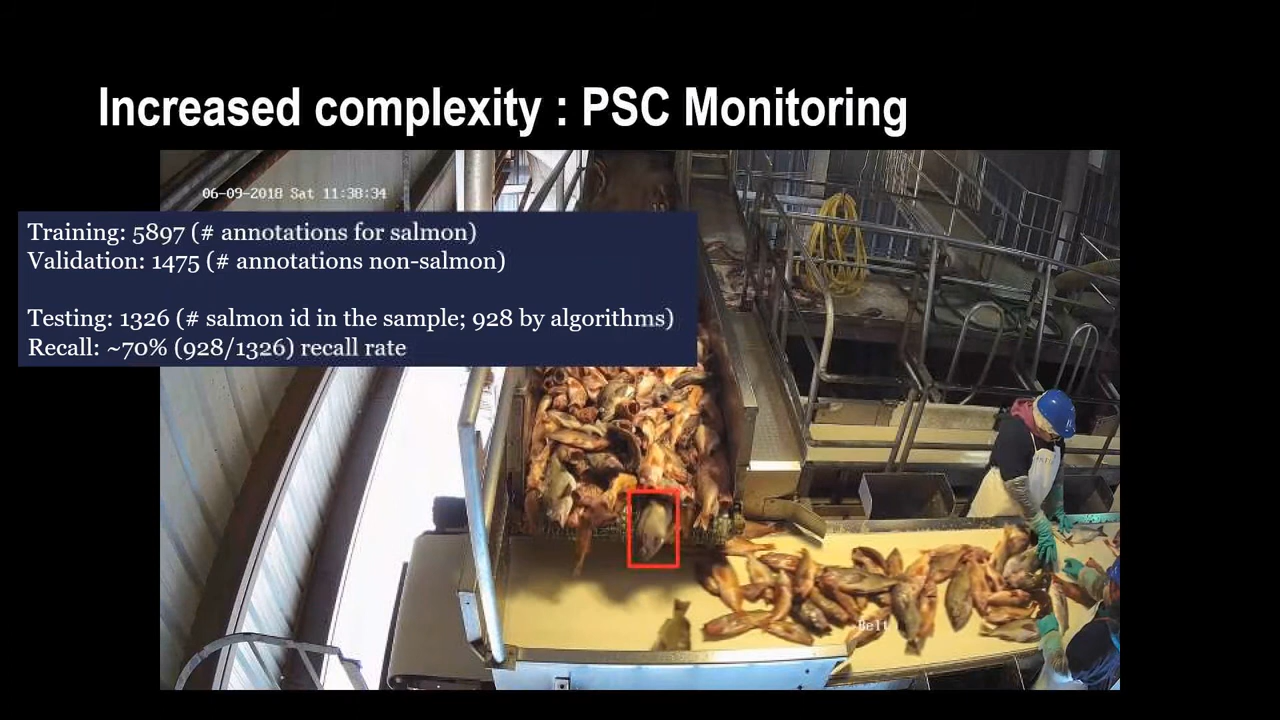 Increased complexity : PSC Monitoring
06-09-2018 Sat 11:38:34
Training: 5897 (# annotations for salmon)
Validation: 1475 (# annotations non-salmon)
Testing: 1326 (# salmon id in the sample; 928 by algorithms)
Recall: ~70% (928/1326) recall rate
Belt